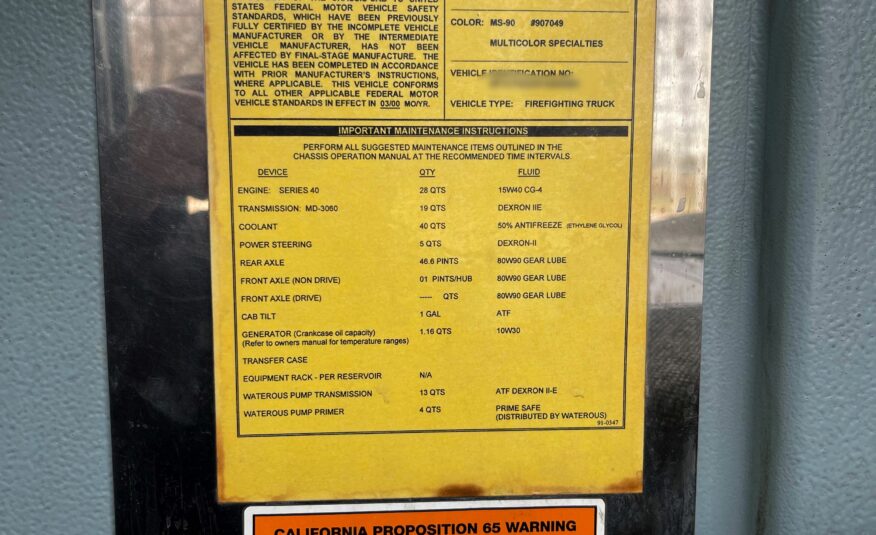 STATES FEDERAL MOTOR VEHICLE SAFETY
STANDARDS, WHICH HAVE BEEN PREVIOUSLY
FULLY CERTIFIED BY THE INCOMPLETE VEHICLE
MANUFACTURER OR BY THE INTERMEDIATE
VEHICLE MANUFACTURER, HAS NOT BEEN
AFFECTED BY FINAL-STAGE MANUFACTURE. THE
VEHICLE HAS BEEN COMPLETED IN ACCORDANCE
WITH PRIOR MANUFACTURER'S INSTRUCTIONS,
WHERE APPLICABLE. THIS VEHICLE CONFORMS
TO ALL OTHER APPLICABLE FEDERAL MOTOR
VEHICLE STANDARDS IN EFFECT IN 03/00 MO/YR.
COLOR: MS-90 #907049
MULTICOLOR SPECIALTIES
VEHICLE IDENTIFICATION NO:
VEHICLE TYPE: FIREFIGHTING TRUCK
IMPORTANT MAINTENANCE INSTRUCTIONS
PERFORM ALL SUGGESTED MAINTENANCE ITEMS OUTLINED IN THE
CHASSIS OPERATION MANUAL AT THE RECOMMENDED TIME INTERVALS.
DEVICE QTY FLUID
ENGINE: SERIES 40 28 QTS 15W40 CG-4
TRANSMISSION: MD-3060 19 QTS DEXRON IIE
COOLANT 40 QTS 50% ANTIFREEZE (ETHYLENE GLYCOL)
POWER STEERING 5 QTS DEXRON-II
REAR AXLE 46.6 PINTS 80W90 GEAR LUBE
FRONT AXLE (NON DRIVE) 01 PINTS/HUB 80W90 GEAR LUBE
FRONT AXLE (DRIVE) ----- QTS 80W90 GEAR LUBE
CAB TILT 1 GAL ATF
GENERATOR (Crankcase oil capacity) 1.16 QTS 10W30
(Refer to owners manual for temperature ranges)
TRANSFER CASE
EQUIPMENT RACK - PER RESERVOIR N/A
WATEROUS PUMP TRANSMISSION 13 QTS ATF DEXRON II-E
WATEROUS PUMP PRIMER 4 QTS PRIME SAFE
(DISTRIBUTED BY WATEROUS)
91-0347
CALIFORNIA PROPOSITION 65 WARNING